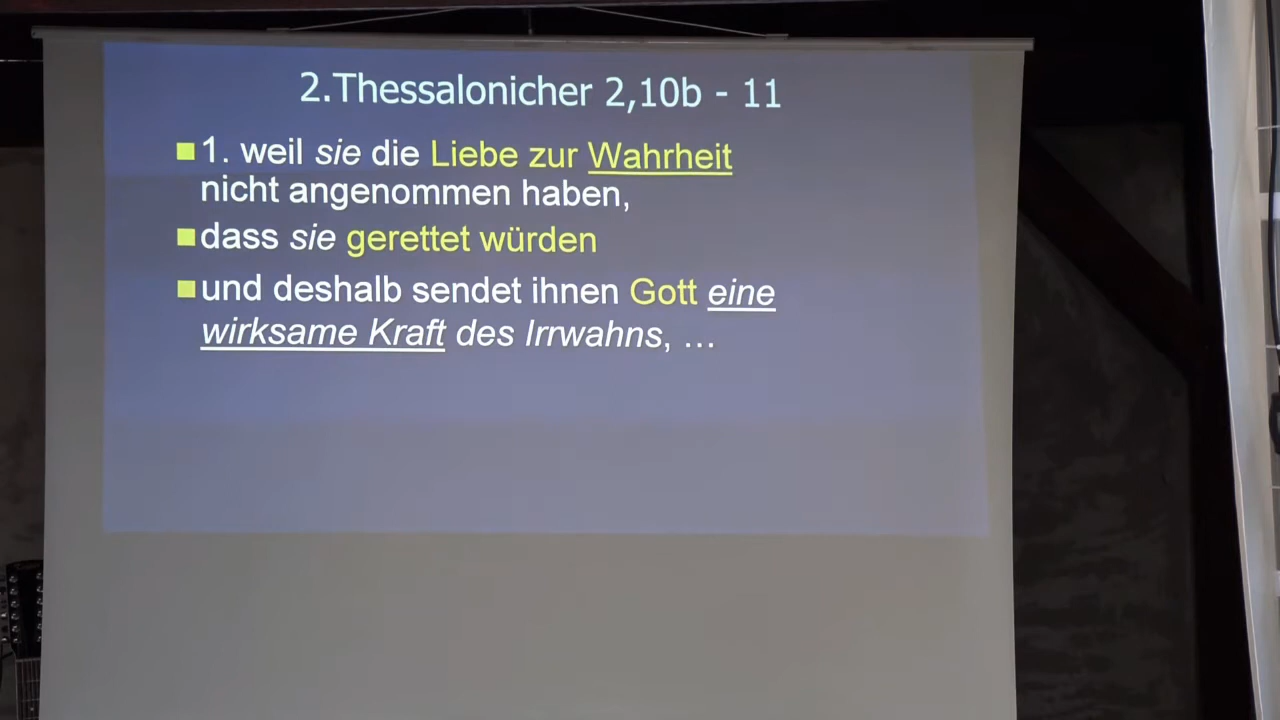 2.Thessalonicher 2,10b - 11
1. weil sie die Liebe zur Wahrheit
nicht angenommen haben,
dass sie gerettet würden
und deshalb sendet ihnen Gott eine
wirksame Kraft des Irrwahns, …